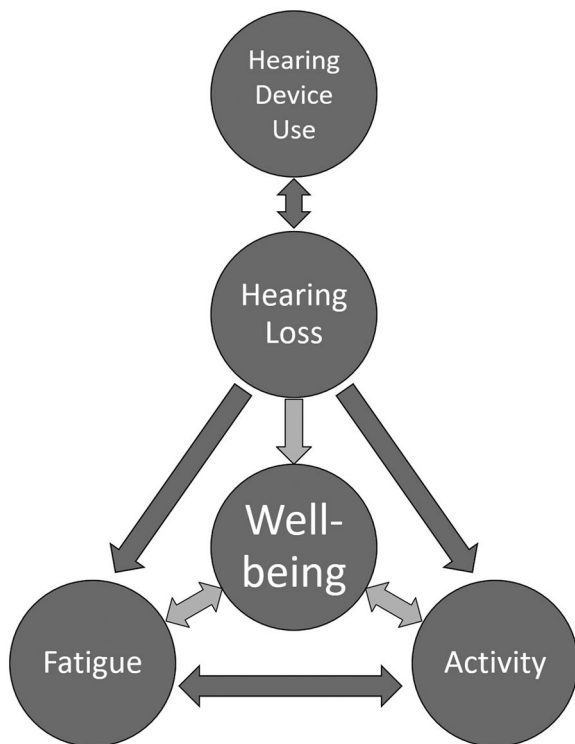 Hearing
Device
Use
Hearing
Loss
Well-
being
Fatigue
Activity